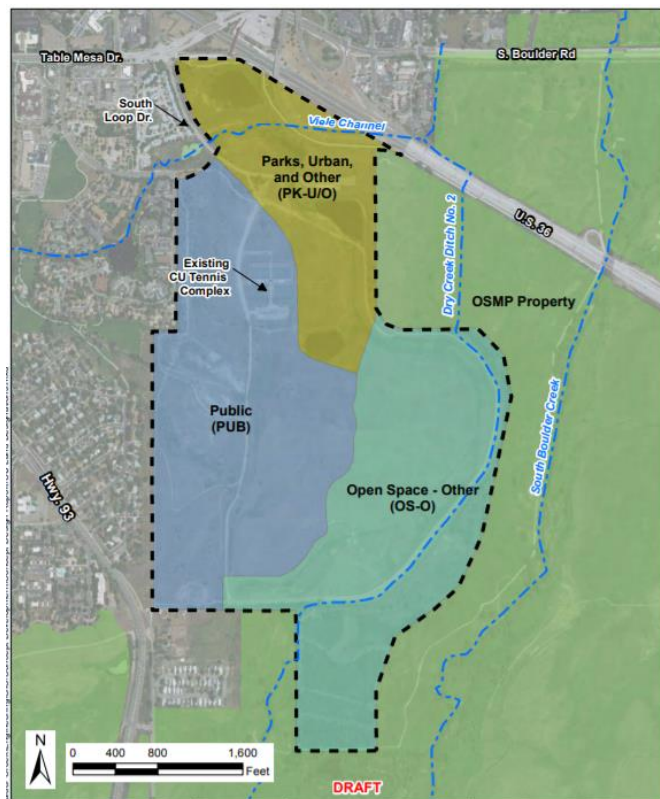 Table Mesa Dr.
S. Boulder Rd
South
Loop Dr.
Viele Channel
Parks, Urban,
and Other
(PK-U/O)
U.S. 36
Existing
CU Tennis
Complex
Dry Creek Ditch No. 2
OSMP Property
Public
(PUB)
South Boulder Creek
Hwy. 93
Open Space - Other
(OS-O)
N
0 400 800 1,600
Feet
DRAFT